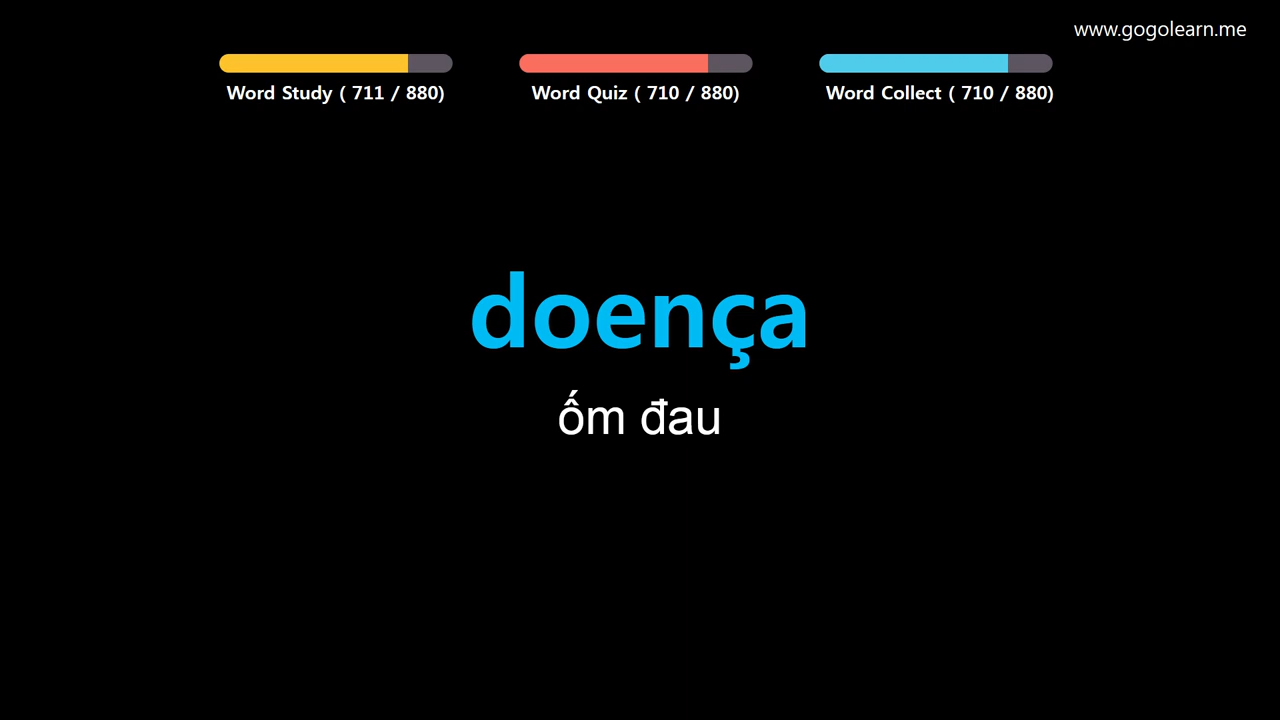 www.gogolearn.me
Word Study ( 711 / 880)
Word Quiz ( 710 / 880)
Word Collect ( 710 / 880)
doença
ốm đau